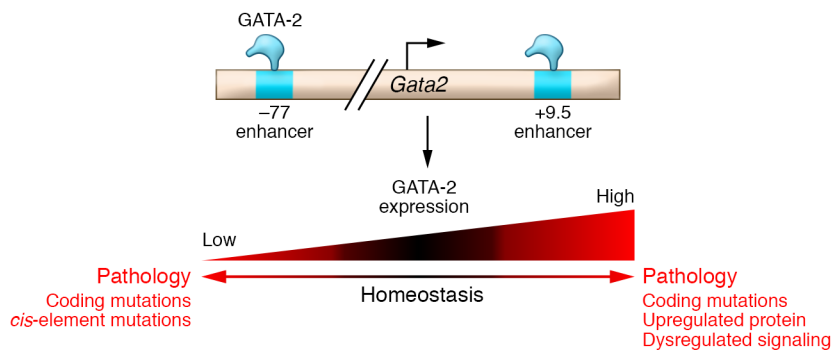 GATA-2
Gata2
–77
enhancer
+9.5
enhancer
GATA-2
expression
Low
High
Pathology
Homeostasis
Pathology
Coding mutations
cis-element mutations
Coding mutations
Upregulated protein
Dysregulated signaling